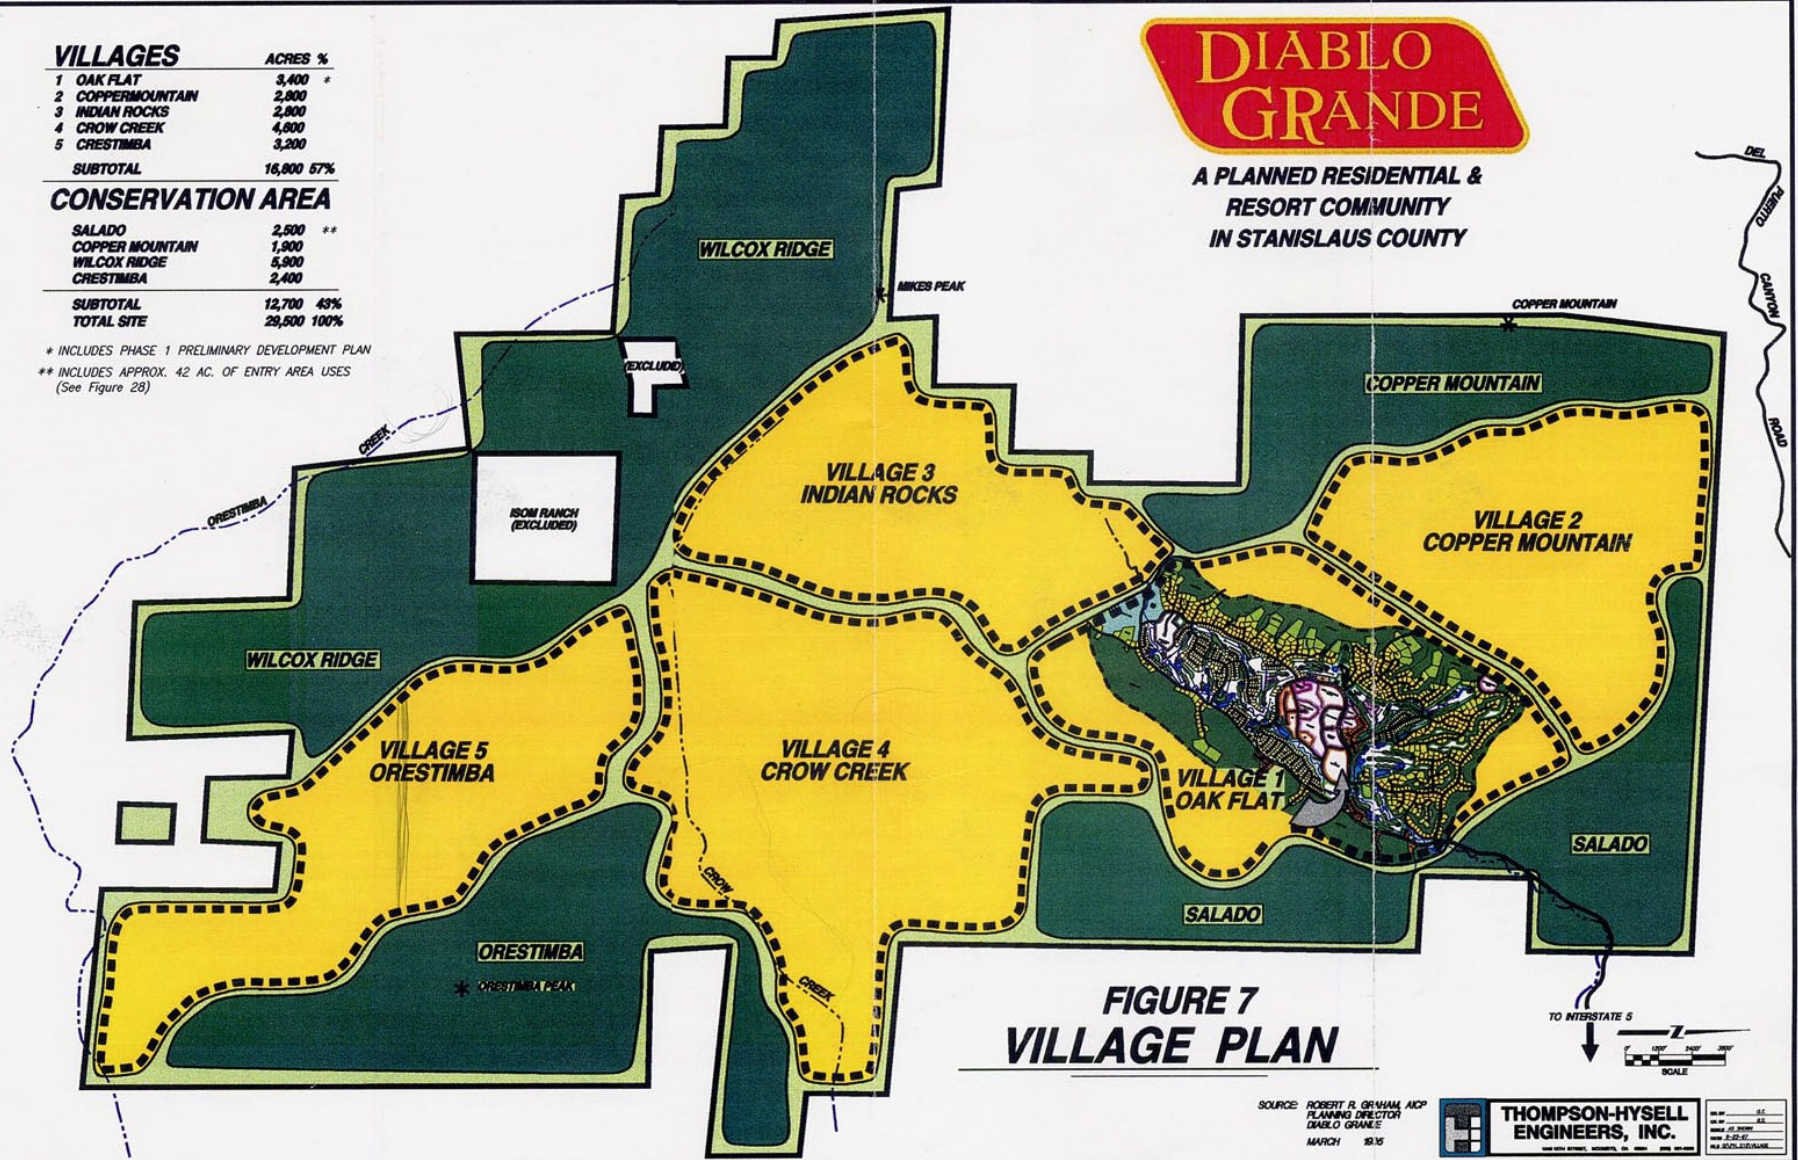 VILLAGES ACRES %
1 OAK FLAT 3,400 *
2 COPPERMOUNTAIN 2,800
3 INDIAN ROCKS 2,800
4 CROW CREEK 4,600
5 CRESTIMBA 3,200
SUBTOTAL 16,800 57%
CONSERVATION AREA
SALADO 2,500 **
COPPER MOUNTAIN 1,900
WILCOX RIDGE 5,900
CRESTIMBA 2,400
SUBTOTAL 12,700 43%
TOTAL SITE 29,500 100%
* INCLUDES PHASE 1 PRELIMINARY DEVELOPMENT PLAN
** INCLUDES APPROX. 42 AC. OF ENTRY AREA USES
(See Figure 28)
DIABLO
GRANDE
A PLANNED RESIDENTIAL &
RESORT COMMUNITY
IN STANISLAUS COUNTY
DEL PUERTO CANYON ROAD
WILCOX RIDGE
MIKES PEAK
COPPER MOUNTAIN
(EXCLUDED)
COPPER MOUNTAIN
ORESTIMBA CREEK
VILLAGE 3
INDIAN ROCKS
ISOM RANCH
(EXCLUDED)
VILLAGE 2
COPPER MOUNTAIN
WILCOX RIDGE
VILLAGE 5
ORESTIMBA
VILLAGE 4
CROW CREEK
VILLAGE 1
OAK FLAT
SALADO
CROW CREEK
SALADO
ORESTIMBA
ORESTIMBA PEAK
FIGURE 7
VILLAGE PLAN
TO INTERSTATE 5
Z
0' 1200' 2400' 3600'
SCALE
SOURCE: ROBERT R. GRAHAM, AICP
PLANNING DIRECTOR
DIABLO GRANDE
MARCH
THOMPSON-HYSELL
ENGINEERS, INC.